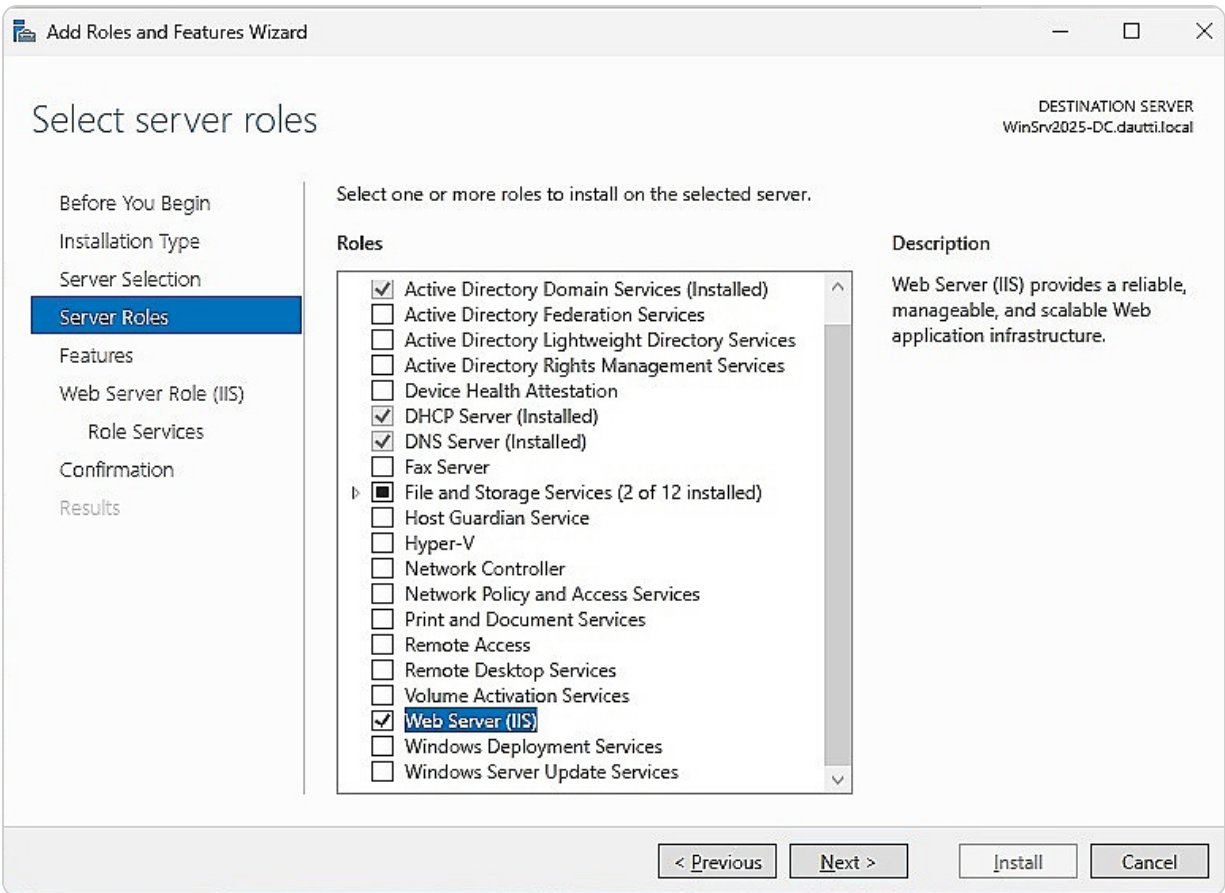 Add Roles and Features Wizard
Select server roles
DESTINATION SERVER
WinSrv2025-DC.dautti.local
Before You Begin
Installation Type
Server Selection
Server Roles
Features
Web Server Role (IIS)
Role Services
Confirmation
Results
Select one or more roles to install on the selected server.
Roles
Active Directory Domain Services (Installed)
Active Directory Federation Services
Active Directory Lightweight Directory Services
Active Directory Rights Management Services
Device Health Attestation
DHCP Server (Installed)
DNS Server (Installed)
Fax Server
File and Storage Services (2 of 12 installed)
Host Guardian Service
Hyper-V
Network Controller
Network Policy and Access Services
Print and Document Services
Remote Access
Remote Desktop Services
Volume Activation Services
Web Server (IIS)
Windows Deployment Services
Windows Server Update Services
Description
Web Server (IIS) provides a reliable,
manageable, and scalable Web
application infrastructure.
< Previous
Next >
Install
Cancel